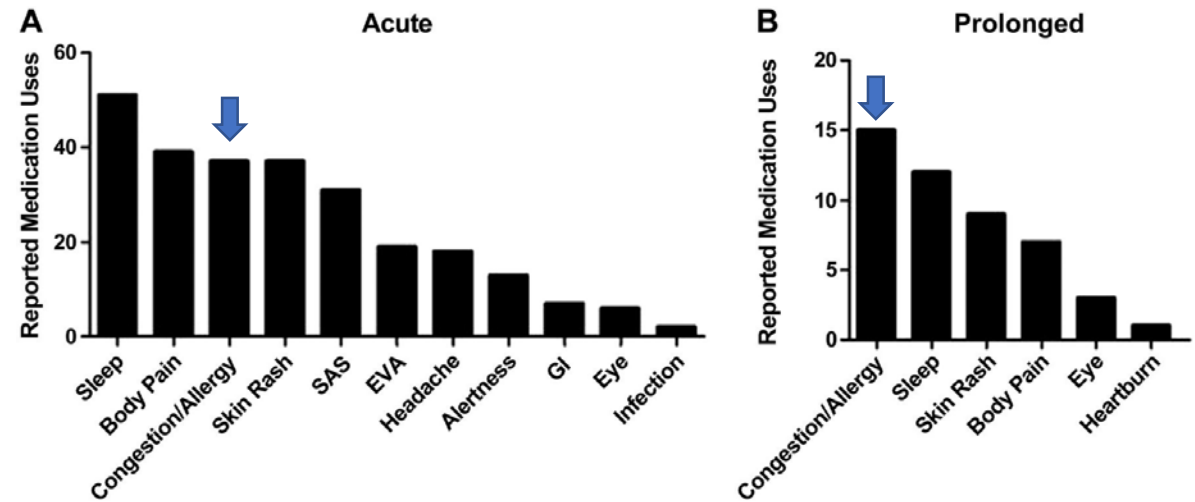 A
Acute
Reported Medication Uses
60
40
20
0
Sleep
Body Pain
Congestion/Allergy
Skin Rash
SAS
EVA
Headache
Alertness
GI
Eye
Infection
B
Prolonged
Reported Medication Uses
20
15
10
5
0
Congestion/Allergy
Sleep
Skin Rash
Body Pain
Eye
Heartburn